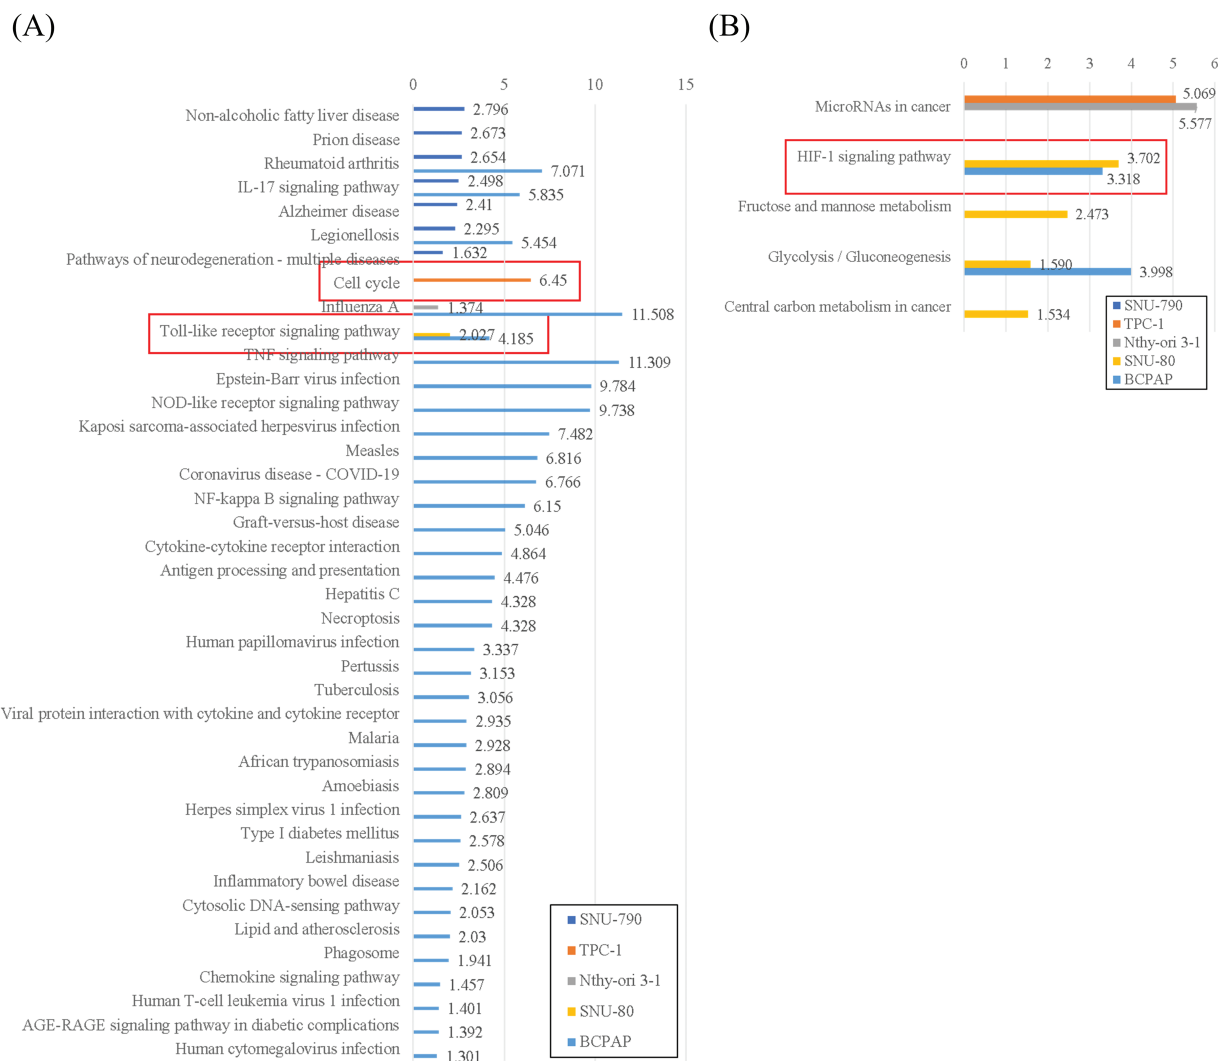 (A)
0 5 10 15
Non-alcoholic fatty liver disease 2.796
Prion disease 2.673
Rheumatoid arthritis 2.654
7.071
IL-17 signaling pathway 2.498
5.835
Alzheimer disease 2.41
Legionellosis 2.295
5.454
Pathways of neurodegeneration - multiple diseases 1.632
Cell cycle 6.45
Influenza A 1.374
11.508
Toll-like receptor signaling pathway 2.027
4.185
TNF signaling pathway 11.309
Epstein-Barr virus infection 9.784
NOD-like receptor signaling pathway 9.738
Kaposi sarcoma-associated herpesvirus infection 7.482
Measles 6.816
Coronavirus disease - COVID-19 6.766
NF-kappa B signaling pathway 6.15
Graft-versus-host disease 5.046
Cytokine-cytokine receptor interaction 4.864
Antigen processing and presentation 4.476
Hepatitis C 4.328
Necroptosis 4.328
Human papillomavirus infection 3.337
Pertussis 3.153
Tuberculosis 3.056
Viral protein interaction with cytokine and cytokine receptor 2.935
Malaria 2.928
African trypanosomiasis 2.894
Amoebiasis 2.809
Herpes simplex virus 1 infection 2.637
Type I diabetes mellitus 2.578
Leishmaniasis 2.506
Inflammatory bowel disease 2.162
Cytosolic DNA-sensing pathway 2.053
Lipid and atherosclerosis 2.03
Phagosome 1.941
Chemokine signaling pathway 1.457
Human T-cell leukemia virus 1 infection 1.401
AGE-RAGE signaling pathway in diabetic complications 1.392
Human cytomegalovirus infection 1.301
SNU-790
TPC-1
Nthy-ori 3-1
SNU-80
BCPAP
(B)
0 1 2 3 4 5 6
MicroRNAs in cancer 5.069
5.577
HIF-1 signaling pathway 3.702
3.318
Fructose and mannose metabolism 2.473
Glycolysis / Gluconeogenesis 1.590
3.998
Central carbon metabolism in cancer 1.534
SNU-790
TPC-1
Nthy-ori 3-1
SNU-80
BCPAP